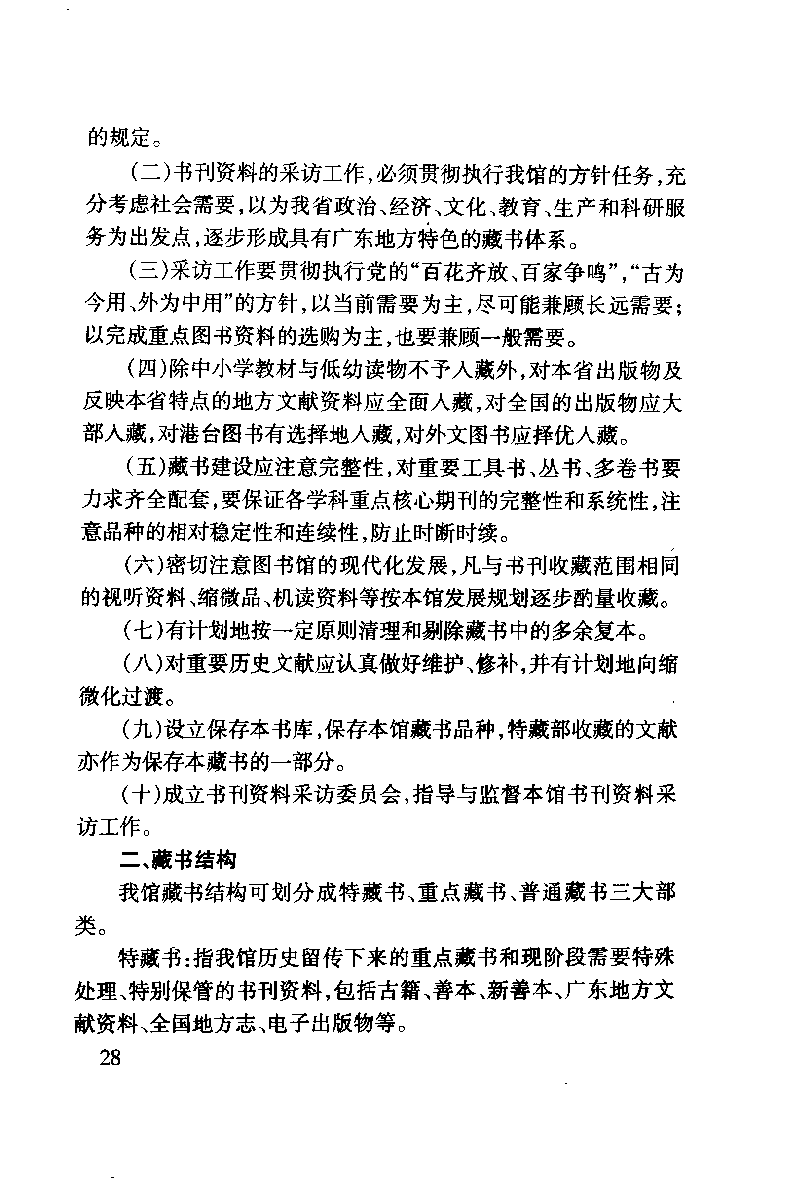 的规定。
(二)书刊资料的采访工作,必须贯彻执行我馆的方针任务,充
分考虑社会需要,以为我省政治、经济、文化、教育、生产和科研服
务为出发点,逐步形成具有广东地方特色的藏书体系。
(三)采访工作要贯彻执行党的“百花齐放、百家争鸣”,“古为
今用、外为中用”的方针,以当前需要为主,尽可能兼顾长远需要;
以完成重点图书资料的选购为主,也要兼顾一般需要。
(四)除中小学教材与低幼读物不予入藏外,对本省出版物及
反映本省特点的地方文献资料应全面入藏,对全国的出版物应大
部入藏,对港台图书有选择地入藏,对外文图书应择优入藏。
(五)藏书建设应注意完整性,对重要工具书、丛书、多卷书要
力求齐全配套,要保证各学科重点核心期刊的完整性和系统性,注
意品种的相对稳定性和连续性,防止时断时续。
(六)密切注意图书馆的现代化发展,凡与书刊收藏范围相同
的视听资料、缩微品、机读资料等按本馆发展规划逐步酌量收藏。
(七)有计划地按一定原则清理和剔除藏书中的多余复本。
(八)对重要历史文献应认真做好维护、修补,并有计划地向缩
微化过渡。
(九)设立保存本书库,保存本馆藏书品种,特藏部收藏的文献
亦作为保存本藏书的一部分。
(十)成立书刊资料采访委员会,指导与监督本馆书刊资料采
访工作。
二、藏书结构
我馆藏书结构可划分成特藏书、重点藏书、普通藏书三大部
类。
特藏书:指我馆历史留传下来的重点藏书和现阶段需要特殊
处理、特别保管的书刊资料,包括古籍、善本、新善本、广东地方文
献资料、全国地方志、电子出版物等。
28